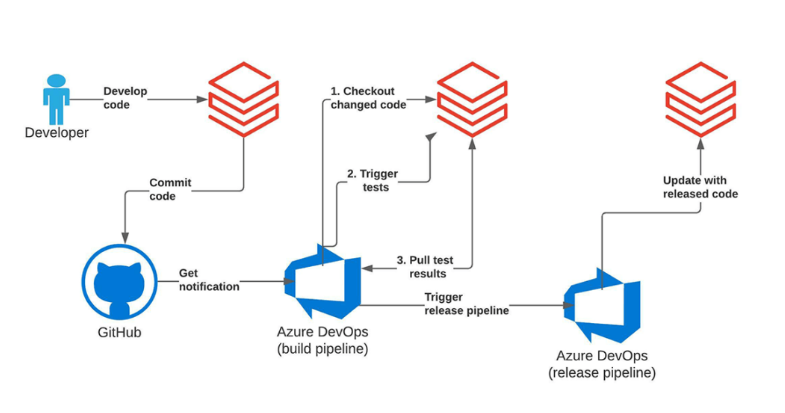 Develop
code
Developer
1. Checkout
changed code
2. Trigger
tests
Commit
code
Update with
released code
3. Pull test
results
Get
notification
Trigger
release pipeline
GitHub
Azure DevOps
(build pipeline)
Azure DevOps
(release pipeline)